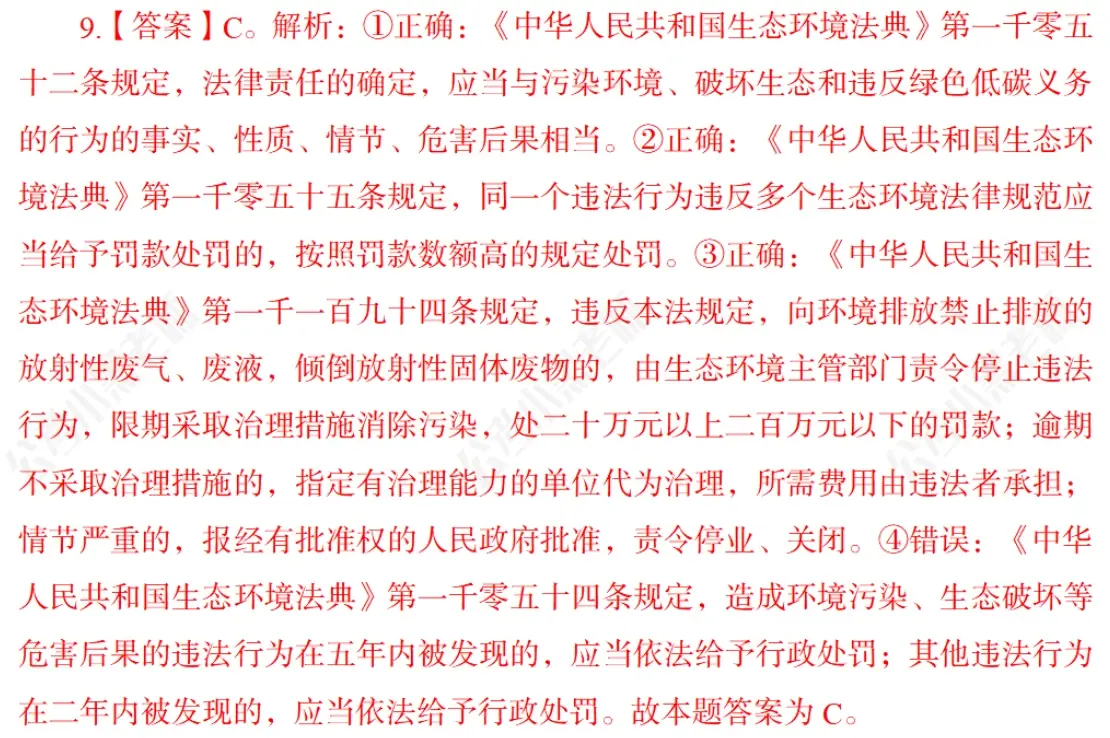 9.【答案】C。解析：①正确：《中华人民共和国生态环境法典》第一千零五
十二条规定，法律责任的确定，应当与污染环境、破坏生态和违反绿色低碳义务
的行为的事实、性质、情节、危害后果相当。②正确：《中华人民共和国生态环
境法典》第一千零五十五条规定，同一个违法行为违反多个生态环境法律规范应
当给予罚款处罚的，按照罚款数额高的规定处罚。③正确：《中华人民共和国生
态环境法典》第一千一百九十四条规定，违反本法规定，向环境排放禁止排放的
放射性废气、废液，倾倒放射性固体废物的，由生态环境主管部门责令停止违法
行为，限期采取治理措施消除污染，处二十万元以上二百万元以下的罚款；逾期
不采取治理措施的，指定有治理能力的单位代为治理，所需费用由违法者承担；
情节严重的，报经有批准权的人民政府批准，责令停业、关闭。④错误：《中华
人民共和国生态环境法典》第一千零五十四条规定，造成环境污染、生态破坏等
危害后果的违法行为在五年内被发现的，应当依法给予行政处罚；其他违法行为
在二年内被发现的，应当依法给予行政处罚。故本题答案为 C。